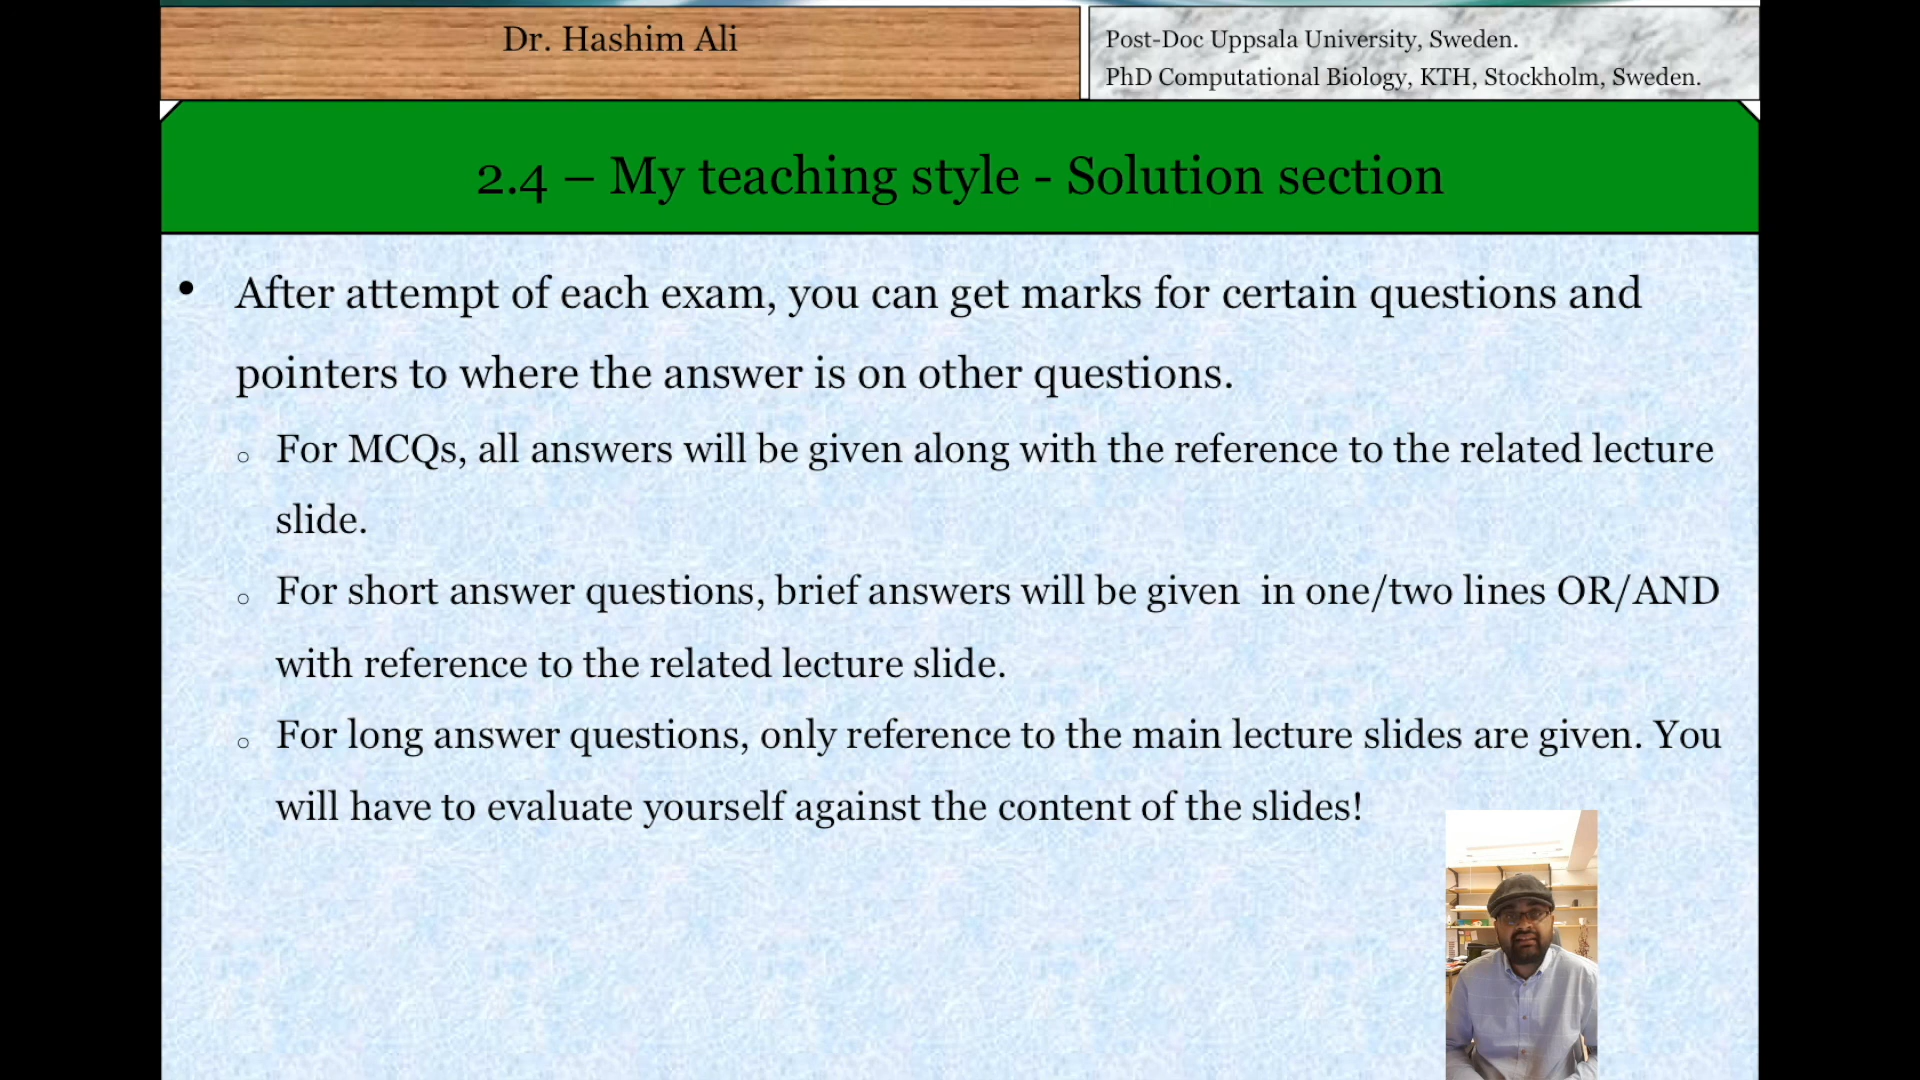 Dr. Hashim Ali
Post-Doc Uppsala University, Sweden.
PhD Computational Biology, KTH, Stockholm, Sweden.
2.4 – My teaching style - Solution section
• After attempt of each exam, you can get marks for certain questions and
pointers to where the answer is on other questions.
○ For MCQs, all answers will be given along with the reference to the related lecture
slide.
○ For short answer questions, brief answers will be given  in one/two lines OR/AND
with reference to the related lecture slide.
○ For long answer questions, only reference to the main lecture slides are given. You
will have to evaluate yourself against the content of the slides!